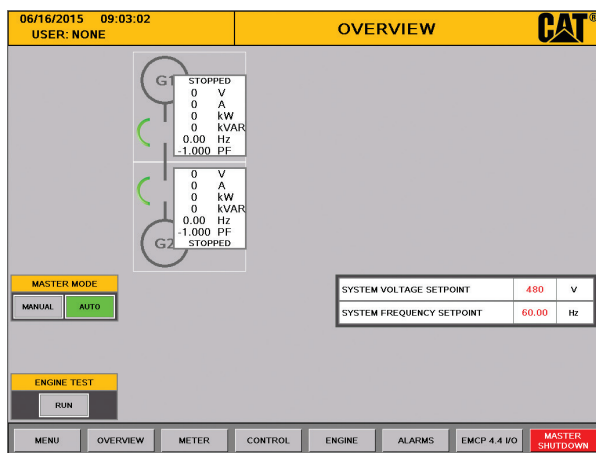 06/16/2015 09:03:02
USER: NONE
OVERVIEW
CAT®
G1
STOPPED
0 V
0 A
0 kW
0 kVAR
0.00 Hz
-1.000 PF
0 V
0 A
0 kW
0 kVAR
0.00 Hz
-1.000 PF
STOPPED
G2
MASTER MODE
MANUAL AUTO
SYSTEM VOLTAGE SETPOINT 480 V
SYSTEM FREQUENCY SETPOINT 60.00 Hz
ENGINE TEST
RUN
MENU OVERVIEW METER CONTROL ENGINE ALARMS EMCP 4.4 I/O MASTER
SHUTDOWN